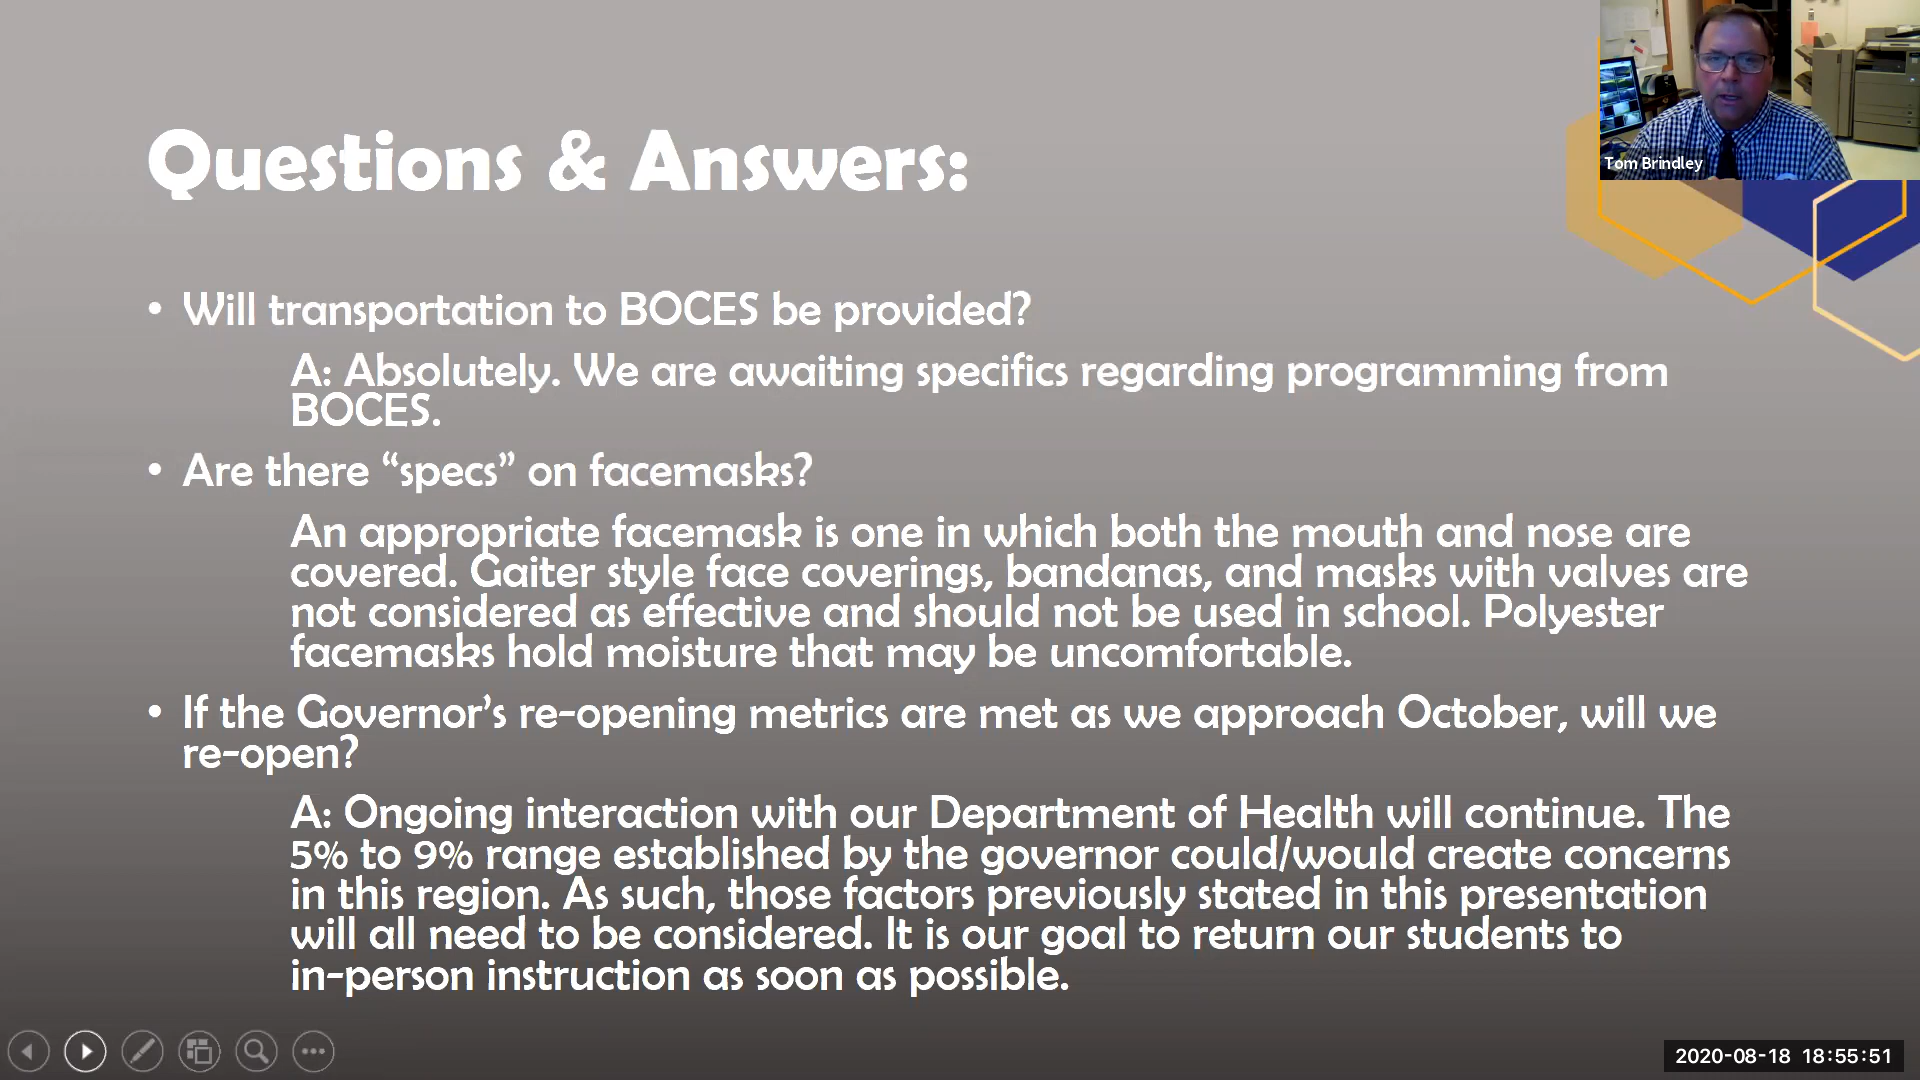 Tom Brindley
Questions & Answers:
• Will transportation to BOCES be provided?
A: Absolutely. We are awaiting specifics regarding programming from
BOCES.
• Are there “specs” on facemasks?
An appropriate facemask is one in which both the mouth and nose are
covered. Gaiter style face coverings, bandanas, and masks with valves are
not considered as effective and should not be used in school. Polyester
facemasks hold moisture that may be uncomfortable.
• If the Governor’s re-opening metrics are met as we approach October, will we
re-open?
A: Ongoing interaction with our Department of Health will continue. The
5% to 9% range established by the governor could/would create concerns
in this region. As such, those factors previously stated in this presentation
will all need to be considered. It is our goal to return our students to
in-person instruction as soon as possible.
2020-08-18 18:55:51